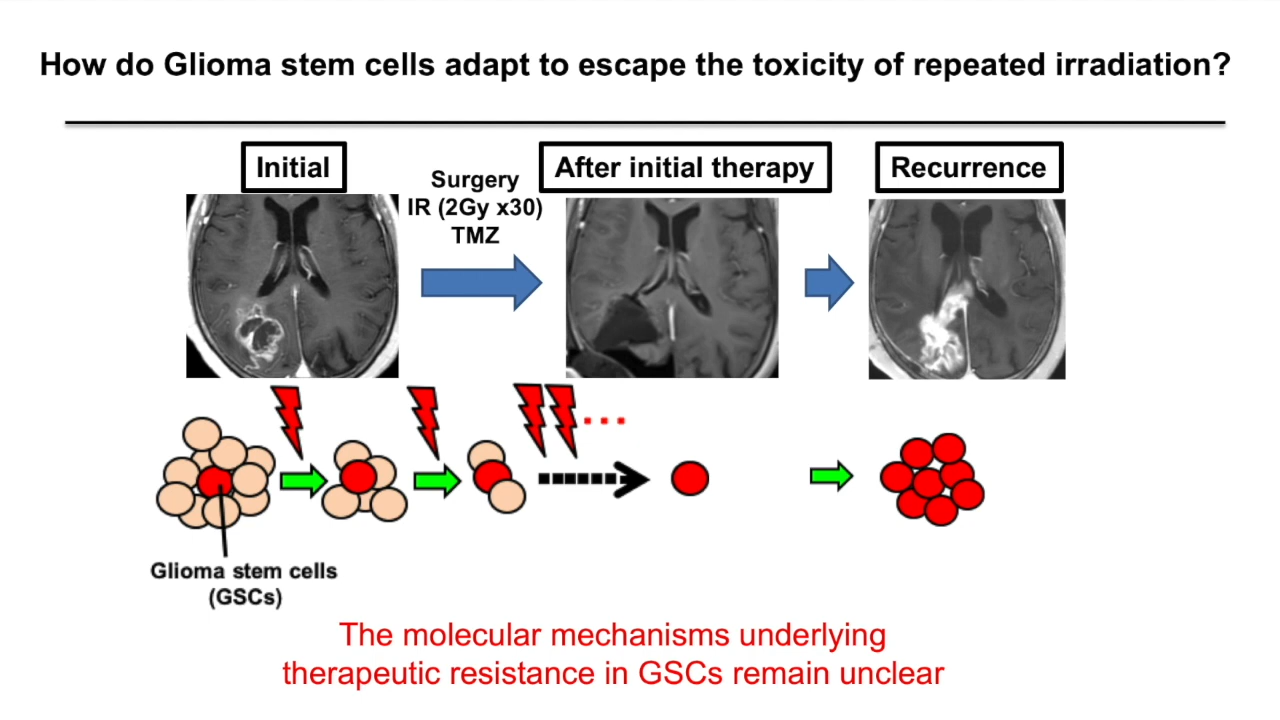 How do Glioma stem cells adapt to escape the toxicity of repeated irradiation?
Initial
Surgery
IR (2Gy x30)
TMZ
After initial therapy
Recurrence
Glioma stem cells
(GSCs)
The molecular mechanisms underlying
therapeutic resistance in GSCs remain unclear